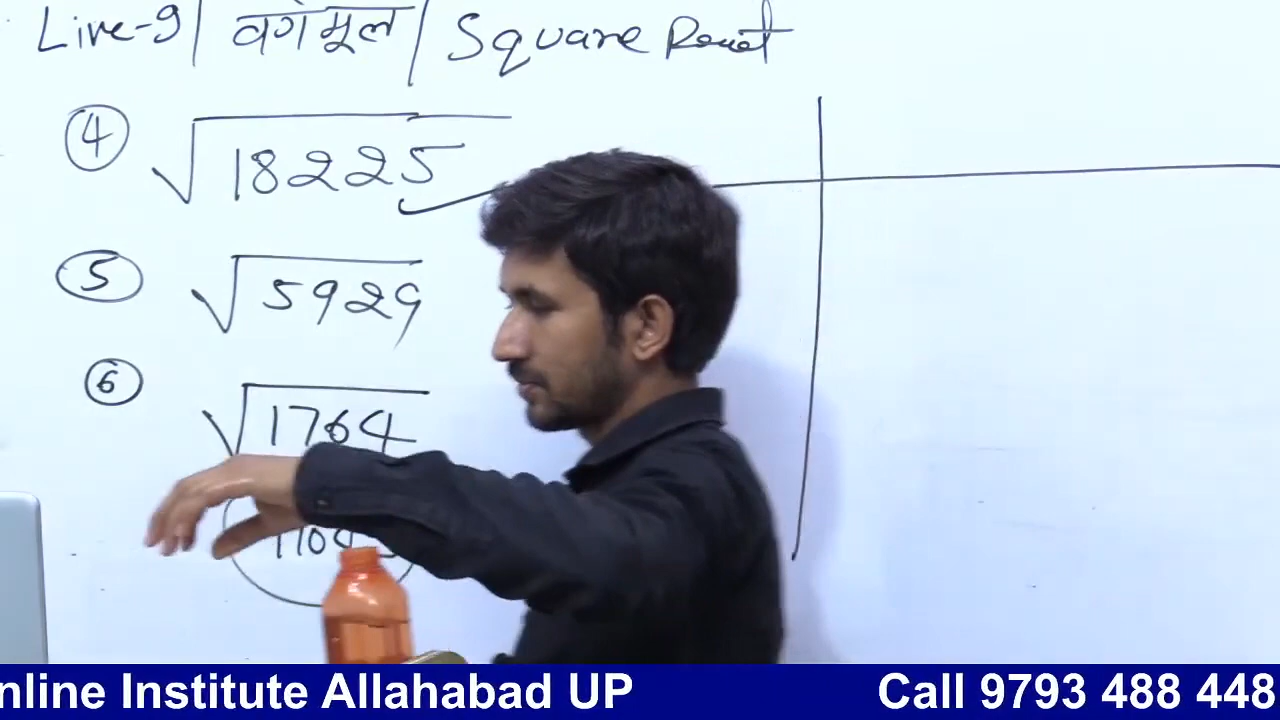 Live-9 | वर्गमूल | Square Root
④ √18225
⑤ √5929
⑥ √1764
nline Institute Allahabad UP Call 9793 488 448